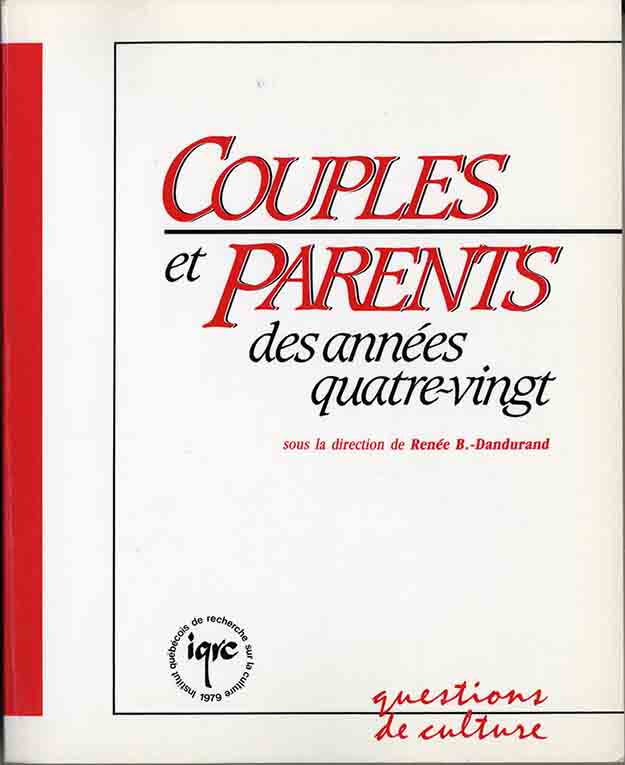 COUPLES
et PARENTS
des années
quatre-vingt
sous la direction de Renée B.-Dandurand
institut québécois de recherche sur la culture
iqrc
1979
questions
de culture